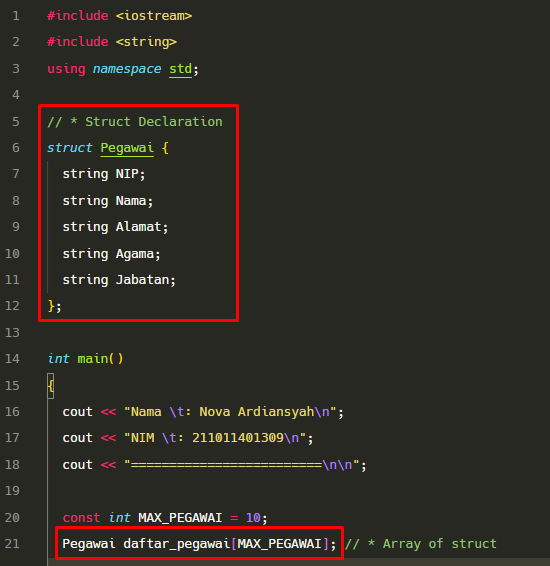 1 #include <iostream>
2 #include <string>
3 using namespace std;
4
5 // * Struct Declaration
6 struct Pegawai {
7 string NIP;
8 string Nama;
9 string Alamat;
10 string Agama;
11 string Jabatan;
12 };
13
14 int main()
15 {
16 cout << "Nama \t: Nova Ardiansyah\n";
17 cout << "NIM \t: 211011401309\n";
18 cout << "=========================\n\n";
19
20 const int MAX_PEGAWAI = 10;
21 Pegawai daftar_pegawai[MAX_PEGAWAI]; // * Array of struct